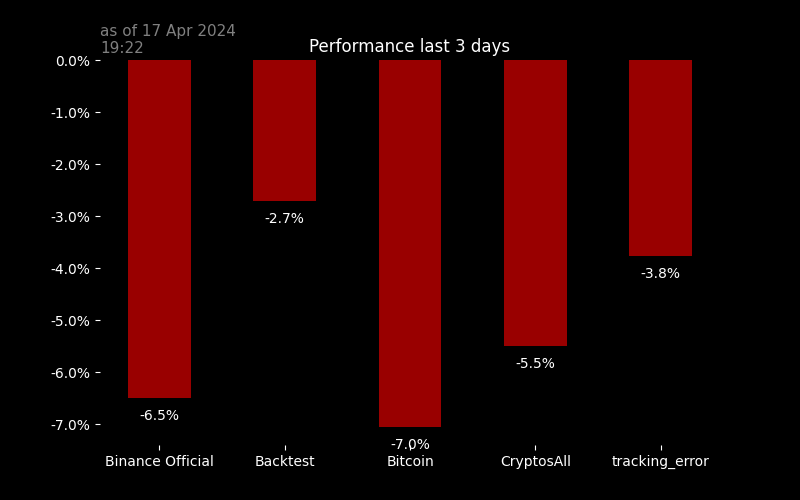 as of 17 Apr 2024
19:22
Performance last 3 days
0.0%
-1.0%
-2.0%
-3.0%
-4.0%
-5.0%
-6.0%
-7.0%
-6.5%
-2.7%
-7.0%
-5.5%
-3.8%
Binance Official
Backtest
Bitcoin
CryptosAll
tracking_error